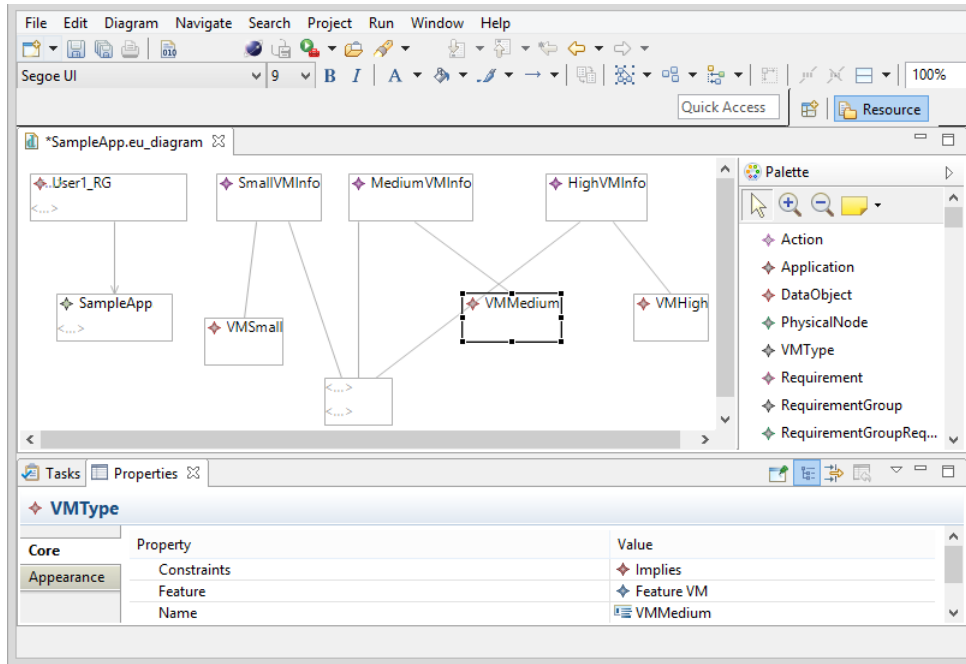 File Edit Diagram Navigate Search Project Run Window Help
010
Segoe UI 9 B I A 100%
Quick Access Resource
*SampleApp.eu_diagram
Palette
..User1_RG SmallVMInfo MediumVMInfo HighVMInfo
<...>
Action
Application
SampleApp VMMedium VMHigh DataObject
<...> VMSmall PhysicalNode
VMType
Requirement
<...> RequirementGroup
<...> RequirementGroupReq...
Tasks Properties
VMType
Core Property Value
Appearance Constraints Implies
Feature Feature VM
Name VMMedium